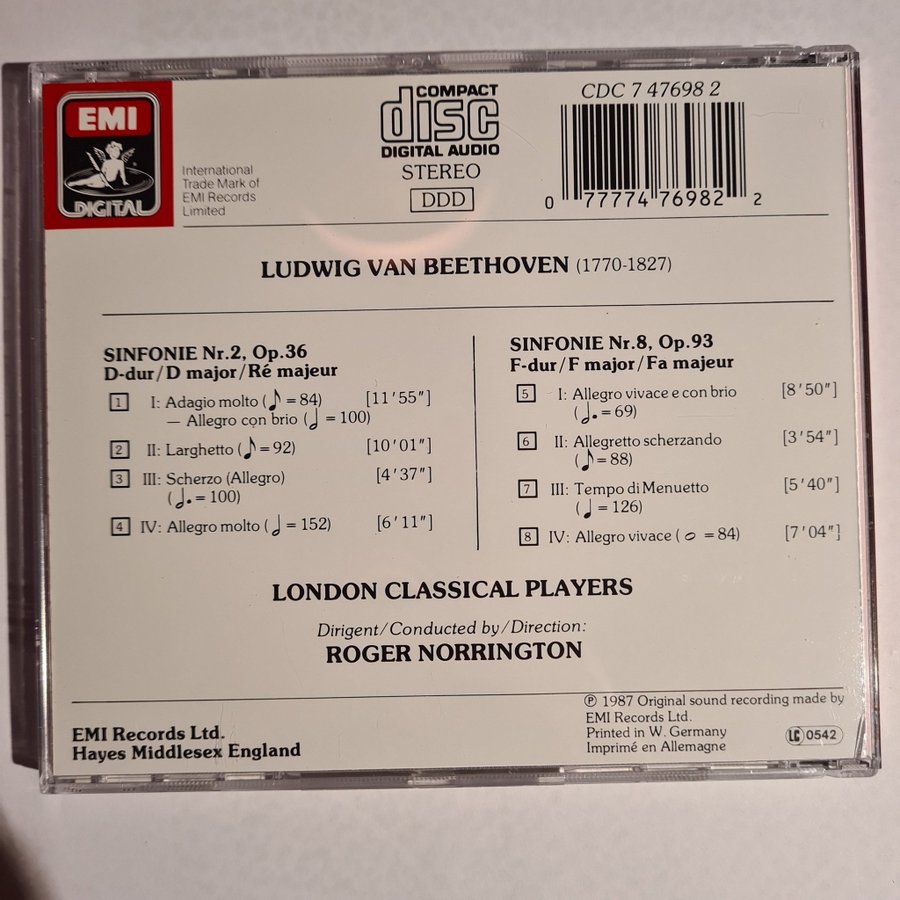 EMI
DIGITAL
International
Trade Mark of
EMI Records
Limited
COMPACT
disc
DIGITAL AUDIO
STEREO
DDD
CDC 7 47698 2
0 77774 76982 2
LUDWIG VAN BEETHOVEN (1770-1827)
SINFONIE Nr.2, Op.36
D-dur/D major/Ré majeur
1 I: Adagio molto (♪=84) [11'55"]
— Allegro con brio (𝅗𝅥=100)
2 II: Larghetto (♪=92) [10'01"]
3 III: Scherzo (Allegro) [4'37"]
(𝅗𝅥.=100)
4 IV: Allegro molto (𝅗𝅥=152) [6'11"]
SINFONIE Nr.8, Op.93
F-dur/F major/Fa majeur
5 I: Allegro vivace e con brio [8'50"]
(𝅗𝅥.=69)
6 II: Allegretto scherzando [3'54"]
(♪=88)
7 III: Tempo di Menuetto [5'40"]
(♩=126)
8 IV: Allegro vivace (𝅝=84) [7'04"]
LONDON CLASSICAL PLAYERS
Dirigent/Conducted by/Direction:
ROGER NORRINGTON
EMI Records Ltd.
Hayes Middlesex England
℗ 1987 Original sound recording made by
EMI Records Ltd.
Printed in W. Germany
Imprimé en Allemagne
LC 0542